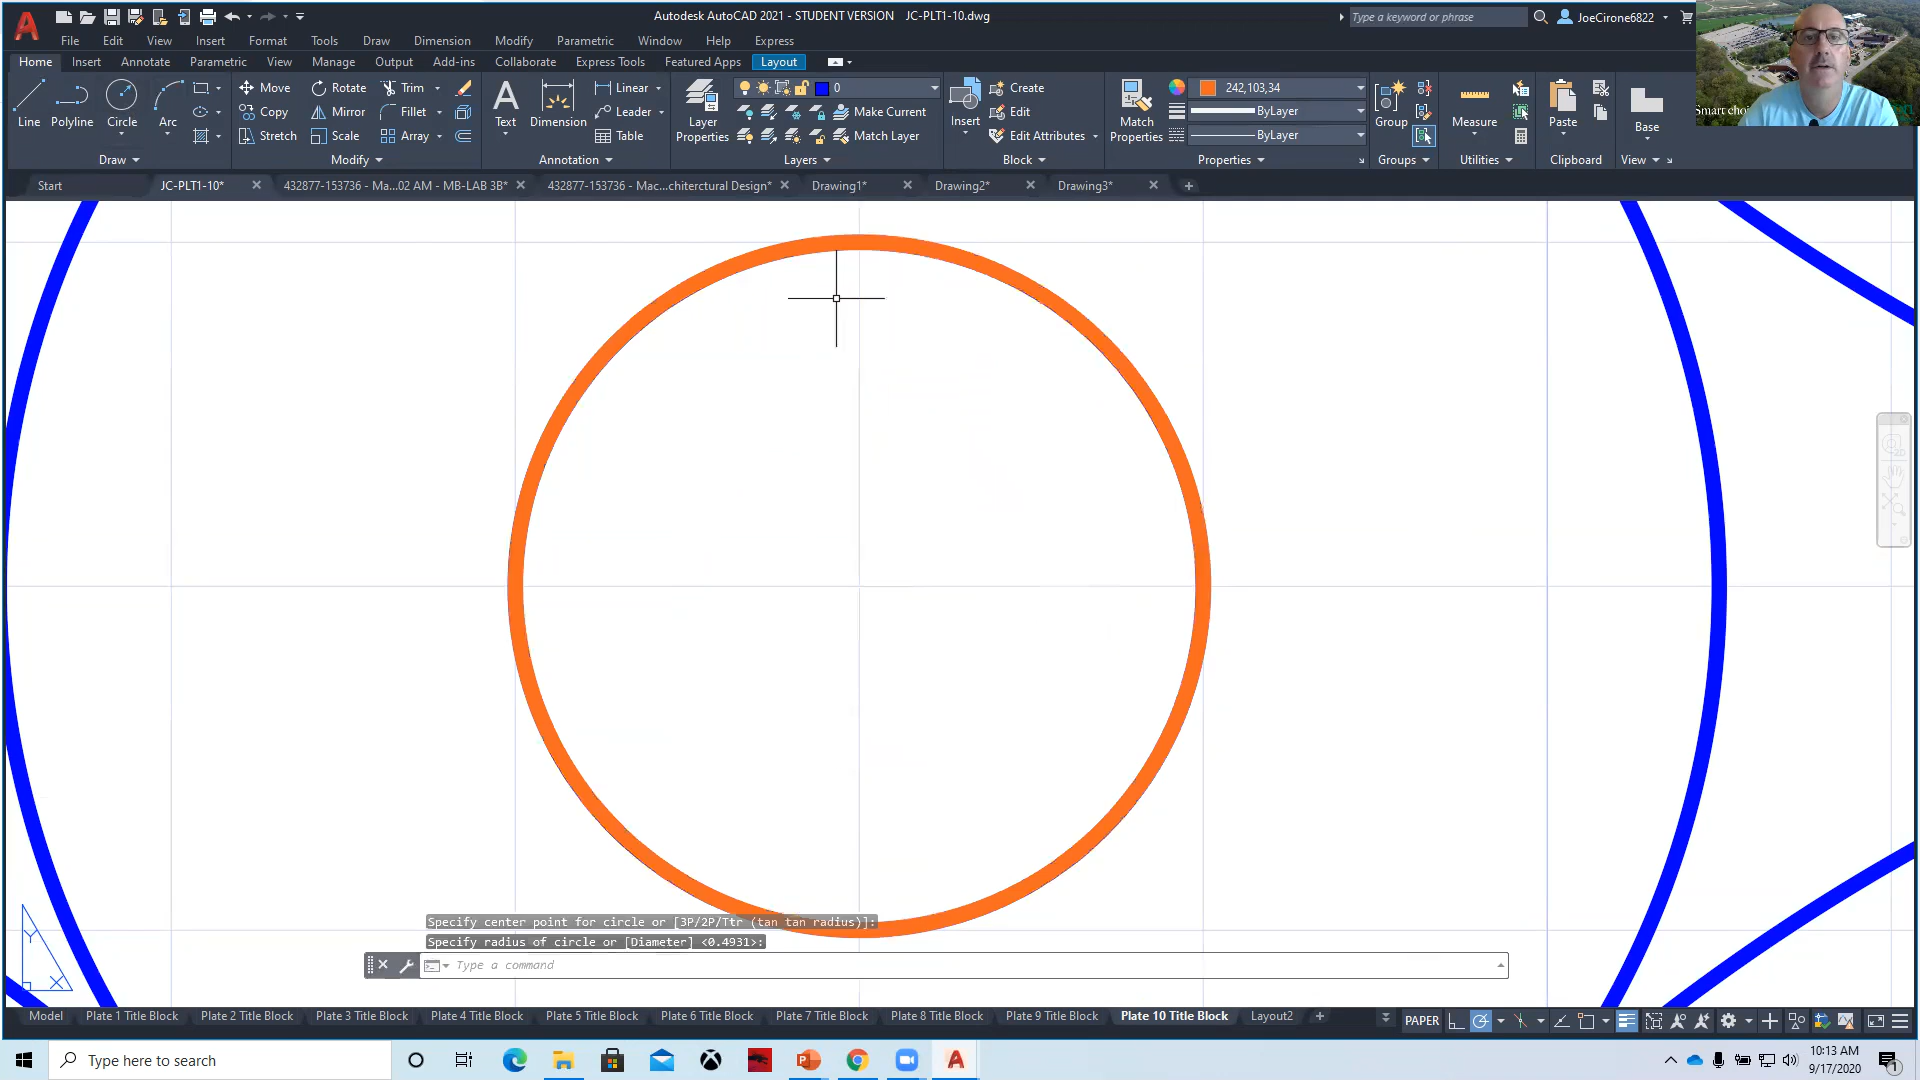 Autodesk AutoCAD 2021 - STUDENT VERSION JC-PLT1-10.dwg
Type a keyword or phrase
JoeCirone6822
File Edit View Insert Format Tools Draw Dimension Modify Parametric Window Help Express
Home Insert Annotate Parametric View Manage Output Add-ins Collaborate Express Tools Featured Apps Layout
Line
Polyline
Circle
Arc
Draw
Move
Copy
Stretch
Rotate
Mirror
Scale
Trim
Fillet
Array
Modify
Text
Dimension
Linear
Leader
Table
Annotation
Layer
Properties
0
Make Current
Match Layer
Layers
Insert
Create
Edit
Edit Attributes
Block
Match
Properties
242,103,34
ByLayer
ByLayer
Properties
Group
Groups
Measure
Utilities
Paste
Clipboard
Base
View
Smart cho
Start
JC-PLT1-10*
432877-153736 - Ma...02 AM - MB-LAB 3B*
432877-153736 - Mac...chiterctural Design*
Drawing1*
Drawing2*
Drawing3*
Y
X
Specify center point for circle or [3P/2P/Ttr (tan tan radius)]:
Specify radius of circle or [Diameter] <0.4931>:
Type a command
Model
Plate 1 Title Block
Plate 2 Title Block
Plate 3 Title Block
Plate 4 Title Block
Plate 5 Title Block
Plate 6 Title Block
Plate 7 Title Block
Plate 8 Title Block
Plate 9 Title Block
Plate 10 Title Block
Layout2
PAPER
Type here to search
10:13 AM
9/17/2020
1